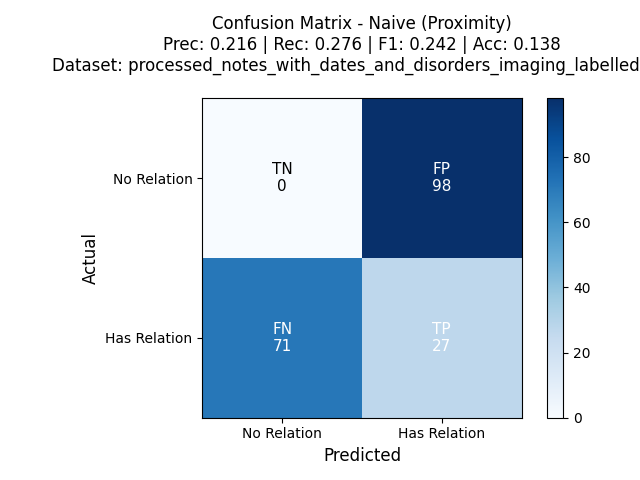 Confusion Matrix - Naive (Proximity)
Prec: 0.216 | Rec: 0.276 | F1: 0.242 | Acc: 0.138
Dataset: processed_notes_with_dates_and_disorders_imaging_labelled
No Relation
TN
0
FP
98
80
60
Actual
40
Has Relation
FN
71
TP
27
20
0
No Relation
Has Relation
Predicted